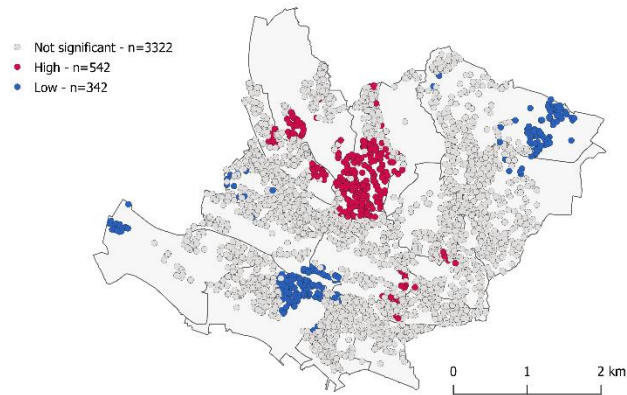 Not significant - n=3322
High - n=542
Low - n=342
0 1 2 km